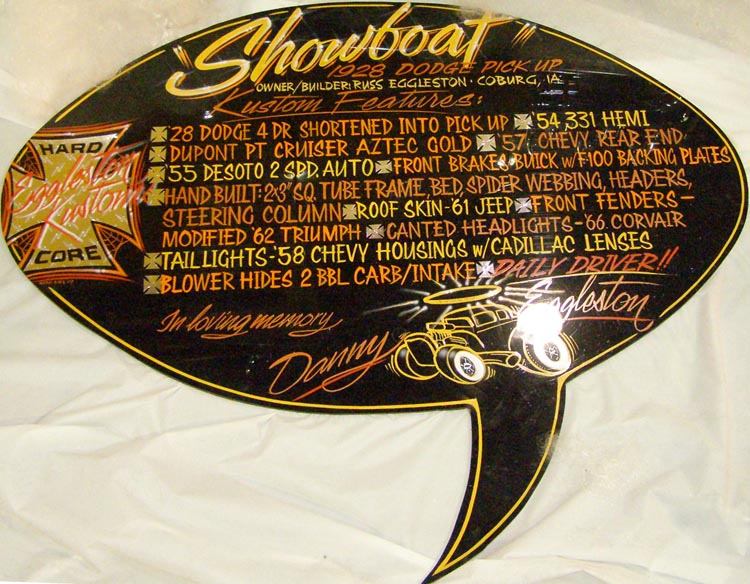 Showboat
1928 DODGE PICK UP
OWNER/BUILDER: RUSS EGGLESTON · COBURG, IA
Kustom Features:
'28 DODGE 4 DR SHORTENED INTO PICK UP '54 331 HEMI
DUPONT PT CRUISER AZTEC GOLD '57 CHEVY REAR END
'55 DESOTO 2 SPD. AUTO FRONT BRAKES-BUICK w/F-100 BACKING PLATES
HAND BUILT: 2·3" SQ. TUBE FRAME, BED, SPIDER WEBBING, HEADERS,
STEERING COLUMN ROOF SKIN-'61 JEEP FRONT FENDERS -
MODIFIED '62 TRIUMPH CANTED HEADLIGHTS-'66 CORVAIR
TAILLIGHTS-'58 CHEVY HOUSINGS w/CADILLAC LENSES
BLOWER HIDES 2 BBL CARB/INTAKE DAILY DRIVER!!
HARD
Eggleston
Kustoms
CORE
In loving memory
Danny Eggleston